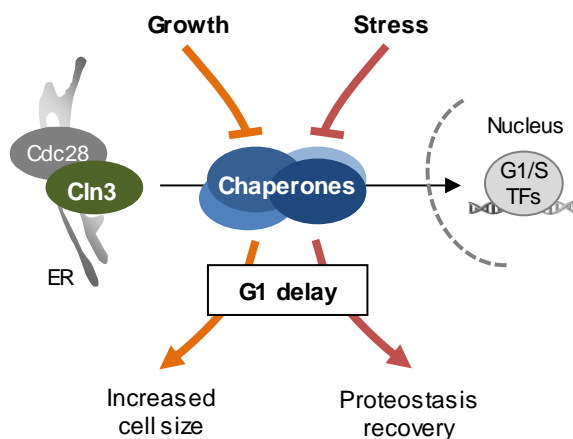 Growth
Stress
Nucleus
Cdc28
Cln3
Chaperones
G1/S
TFs
ER
G1 delay
Increased
cell size
Proteostasis
recovery